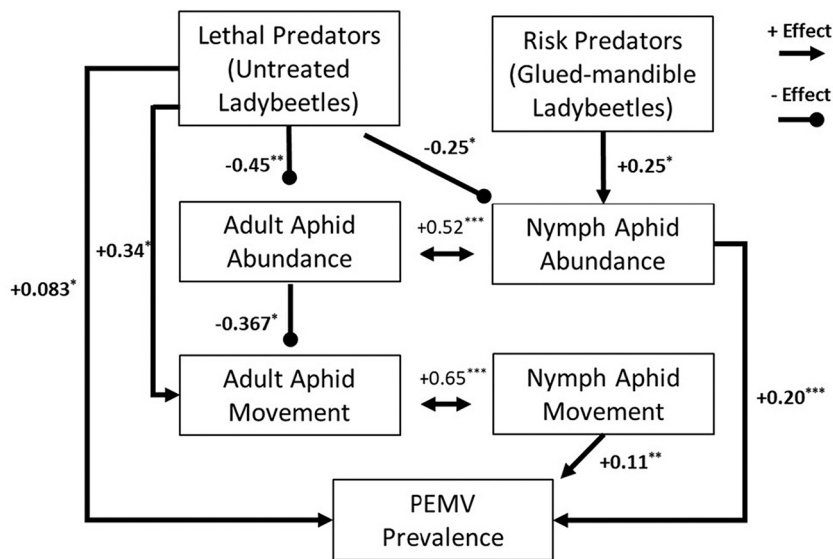 Lethal Predators
(Untreated
Ladybeetles)
Risk Predators
(Glued-mandible
Ladybeetles)
+ Effect
- Effect
-0.45**
-0.25*
+0.25*
Adult Aphid
Abundance
+0.52***
Nymph Aphid
Abundance
+0.34*
+0.083*
-0.367*
Adult Aphid
Movement
+0.65***
Nymph Aphid
Movement
+0.20***
+0.11**
PEMV
Prevalence